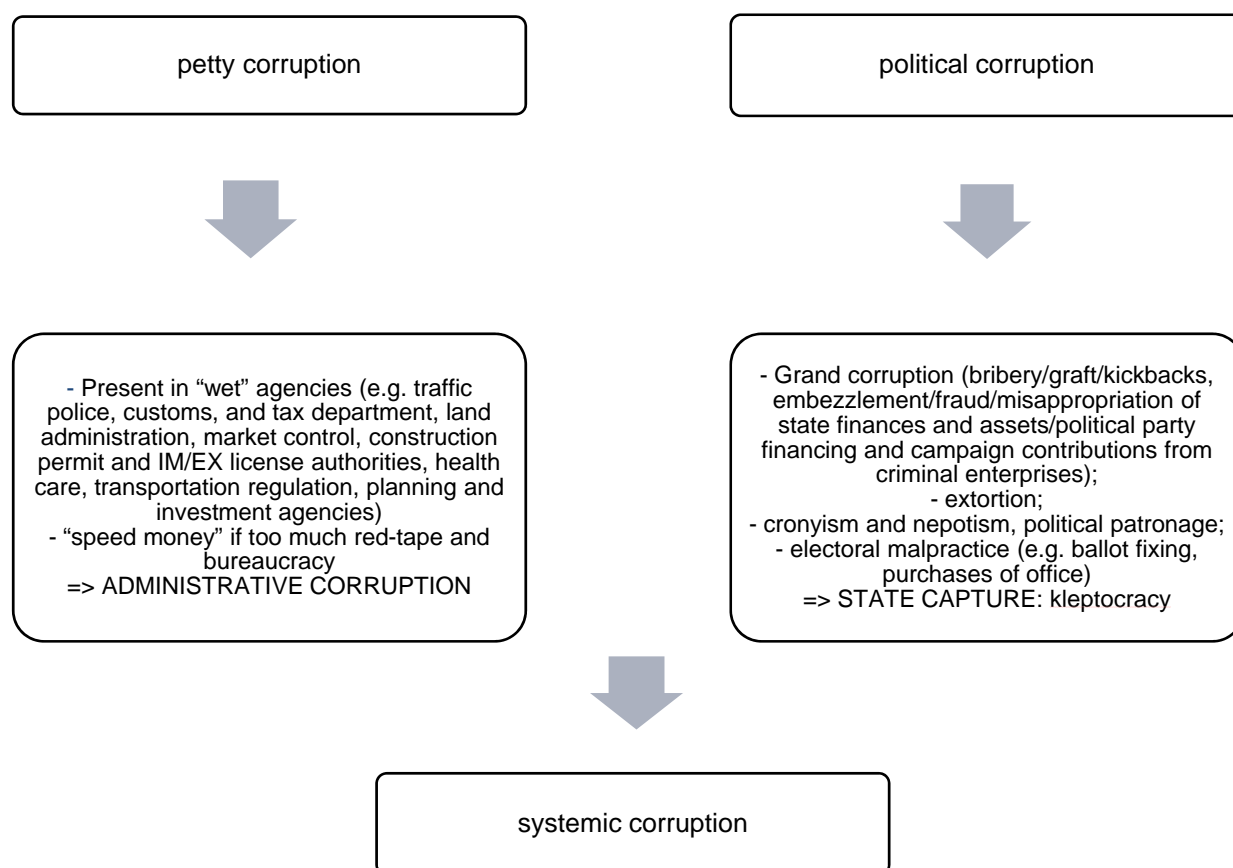 petty corruption
political corruption
- Present in “wet” agencies (e.g. traffic
police, customs, and tax department, land
administration, market control, construction
permit and IM/EX license authorities, health
care, transportation regulation, planning and
investment agencies)
- “speed money” if too much red-tape and
bureaucracy
=> ADMINISTRATIVE CORRUPTION
- Grand corruption (bribery/graft/kickbacks,
embezzlement/fraud/misappropriation of
state finances and assets/political party
financing and campaign contributions from
criminal enterprises);
- extortion;
- cronyism and nepotism, political patronage;
- electoral malpractice (e.g. ballot fixing,
purchases of office)
=> STATE CAPTURE: kleptocracy
systemic corruption